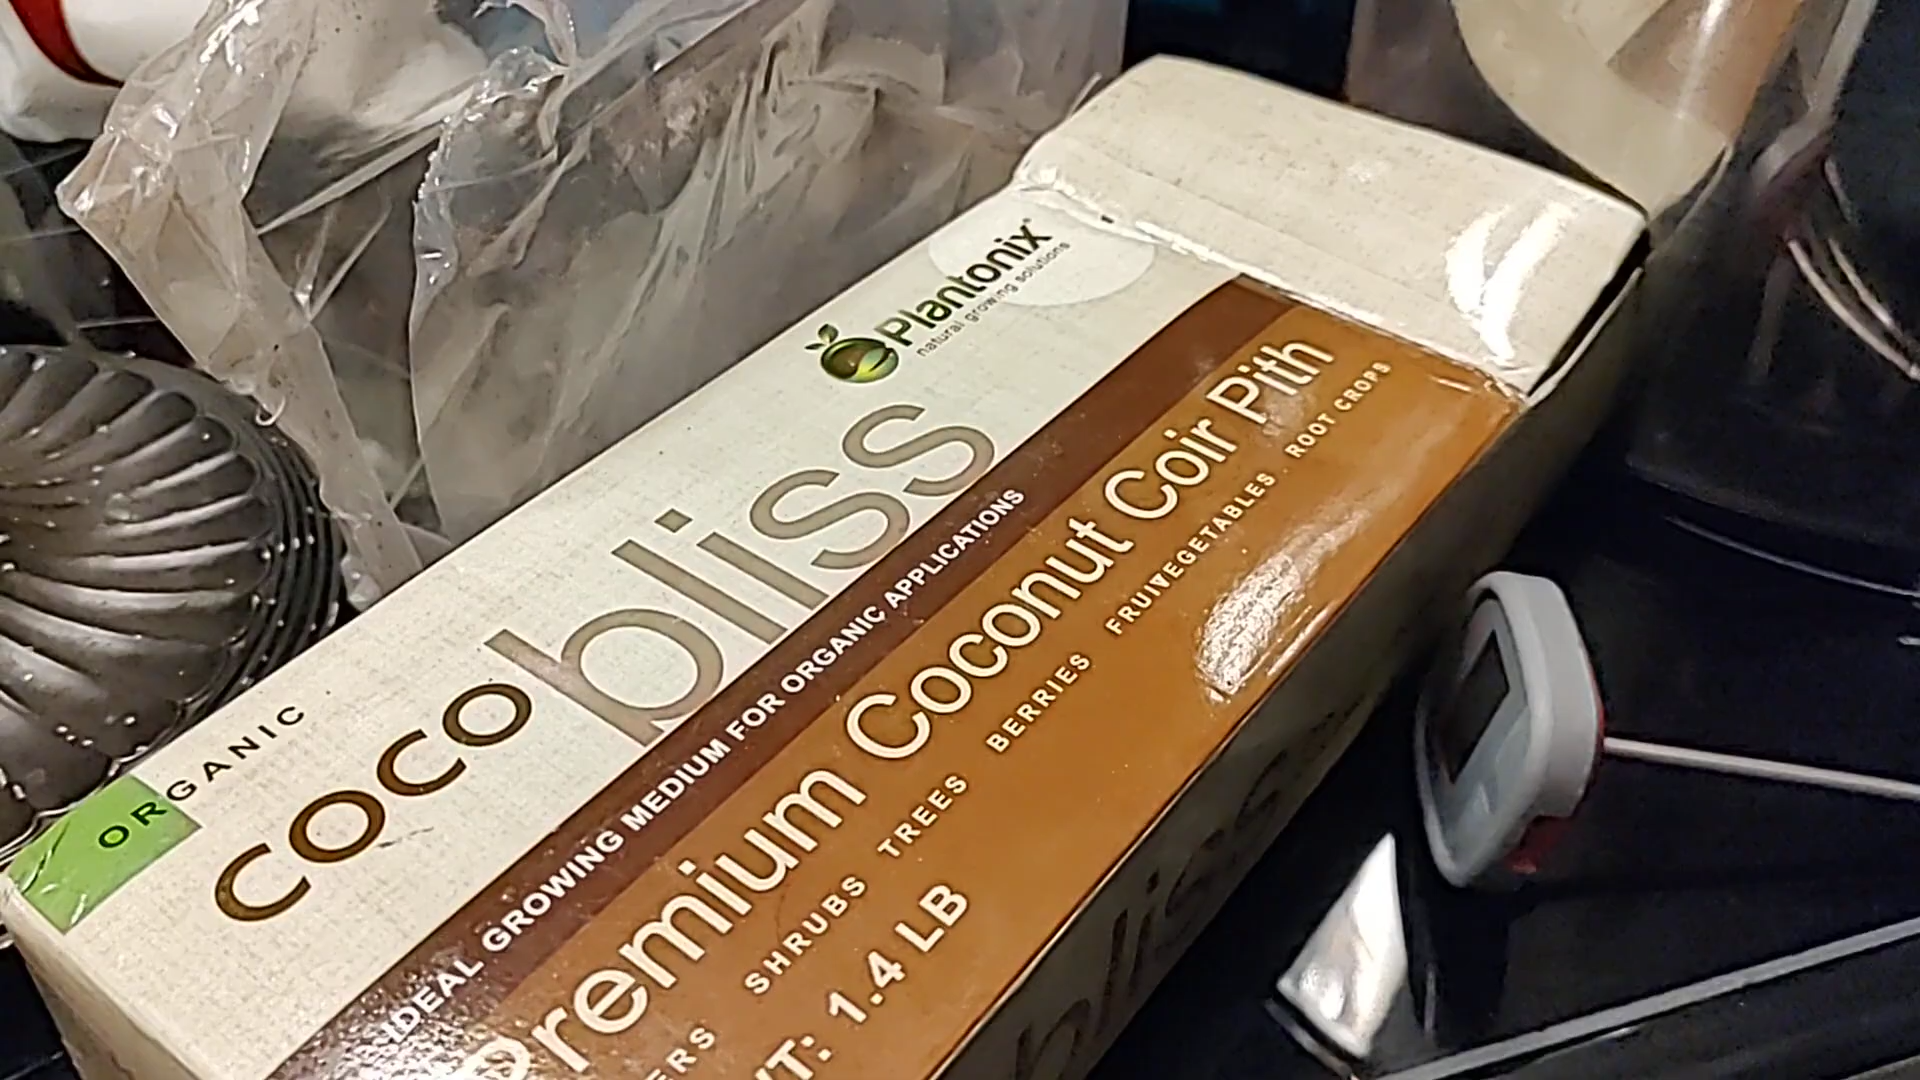 Plantonix®
natural growing solutions
ORGANIC
coco bliss
IDEAL GROWING MEDIUM FOR ORGANIC APPLICATIONS
Premium Coconut Coir Pith
SHRUBS TREES BERRIES FRUIVEGETABLES ROOT CROPS
1.4 LB
bliss